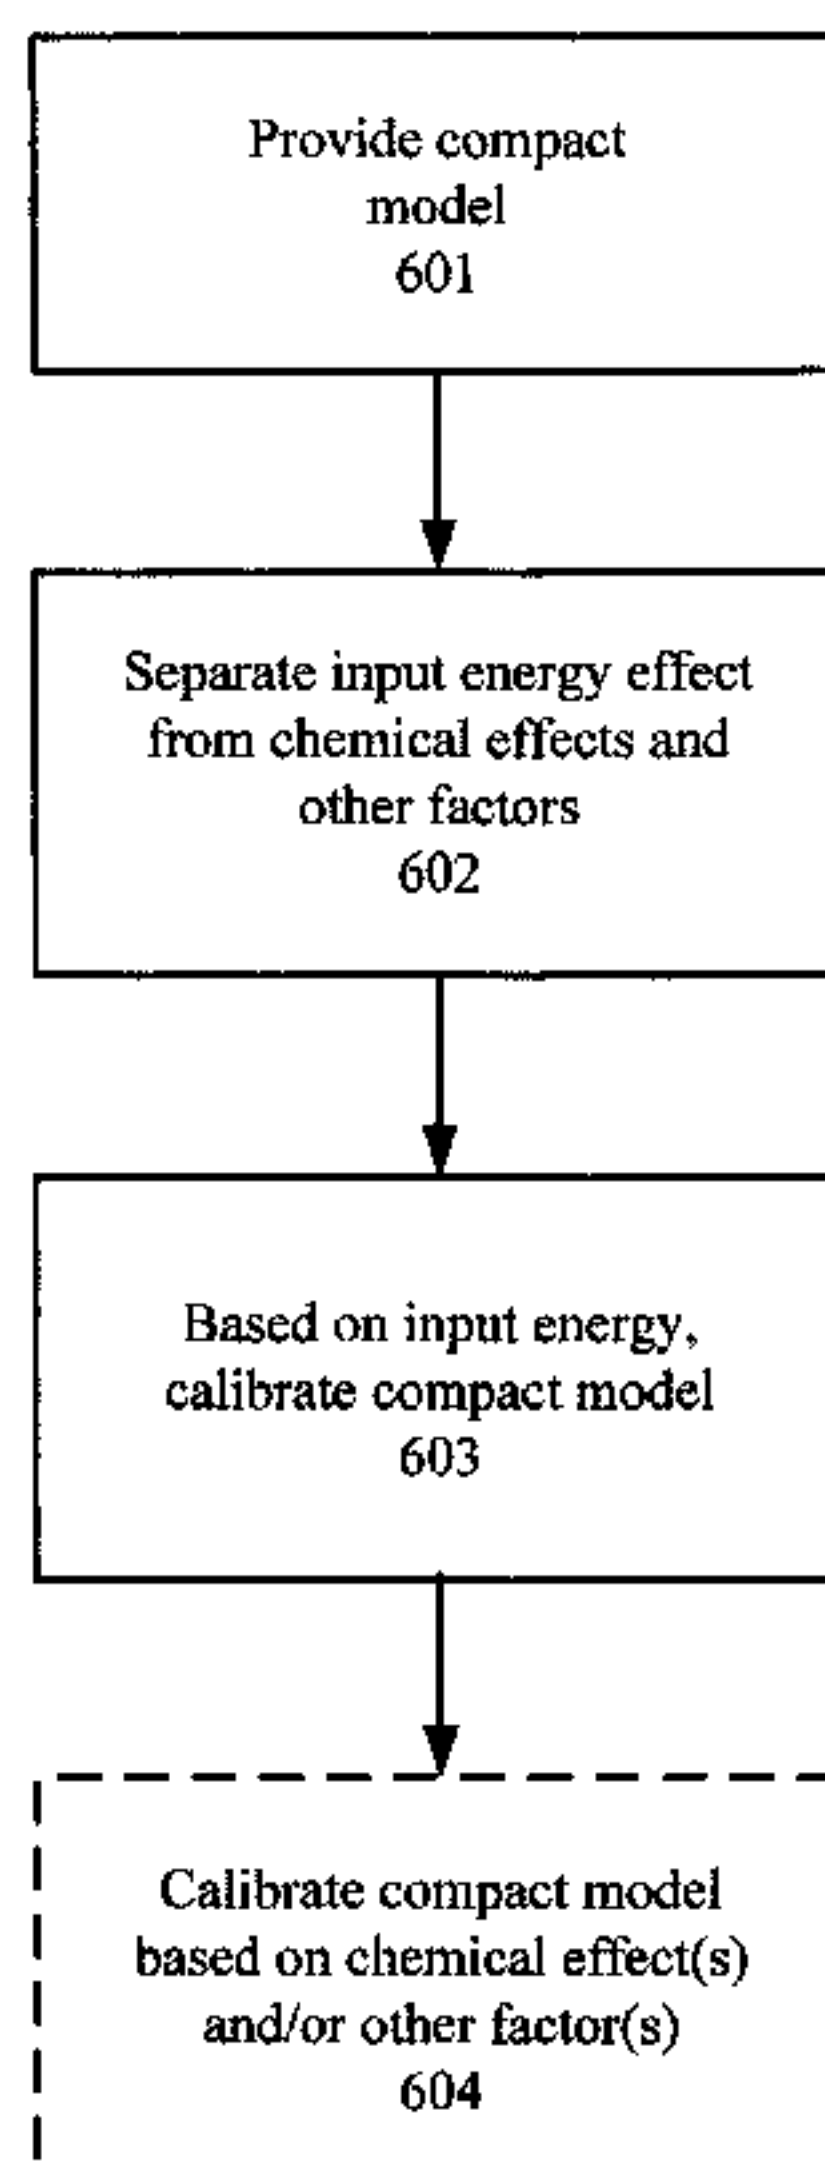 Provide compact
model
601
Separate input energy effect
from chemical effects and
other factors
602
Based on input energy,
calibrate compact model
603
Calibrate compact model
based on chemical effect(s)
and/or other factor(s)
604